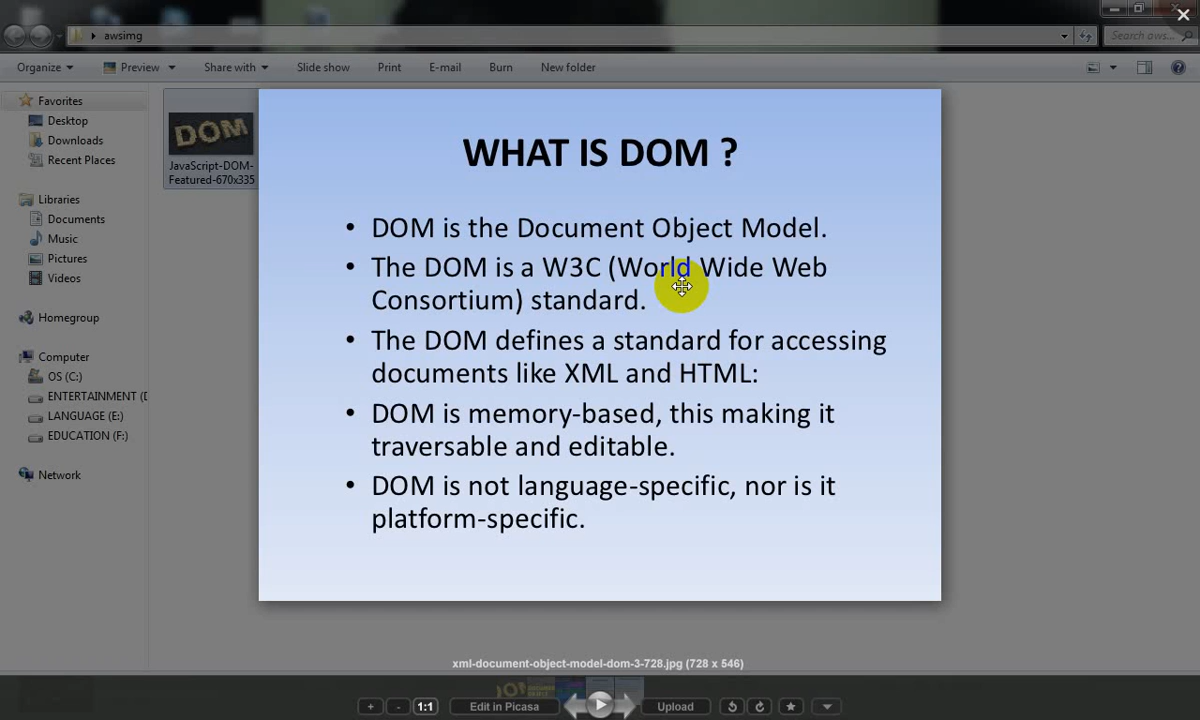 awsimg
Search aws...
Organize Preview Share with Slide show Print E-mail Burn New folder
Favorites
Desktop
Downloads
Recent Places
Libraries
Documents
Music
Pictures
Videos
Homegroup
Computer
OS (C:)
ENTERTAINMENT (D
LANGUAGE (E:)
EDUCATION (F:)
Network
DOM
JavaScript-DOM-
Featured-670x335
WHAT IS DOM ?
• DOM is the Document Object Model.
• The DOM is a W3C (World Wide Web
Consortium) standard.
• The DOM defines a standard for accessing
documents like XML and HTML:
• DOM is memory-based, this making it
traversable and editable.
• DOM is not language-specific, nor is it
platform-specific.
xml-document-object-model-dom-3-728.jpg (728 x 546)
+ - 1:1 Edit in Picasa Upload